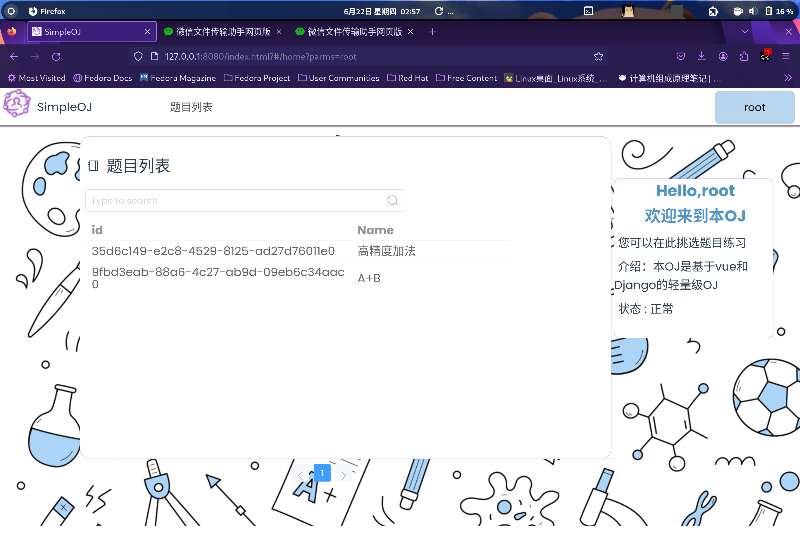 Firefox
6月22日 星期四 02:57
...
16 %
SimpleOJ
微信文件传输助手网页版
微信文件传输助手网页版
127.0.0.1:8080/index.html?#/home?parms=root
Most Visited
Fedora Docs
Fedora Magazine
Fedora Project
User Communities
Red Hat
Free Content
Linux桌面_Linux系统_...
计算机组成原理笔记 | ...
SimpleOJ
题目列表
root
题目列表
Type to search
id Name
35d6c149-e2c8-4529-8125-ad27d76011e0 高精度加法
9fbd3eab-88a6-4c27-ab9d-09eb6c34aac
0
A+B
1
Hello,root
欢迎来到本OJ
您可以在此挑选题目练习
介绍：本OJ是基于vue和
Django的轻量级OJ
状态 : 正常
A+